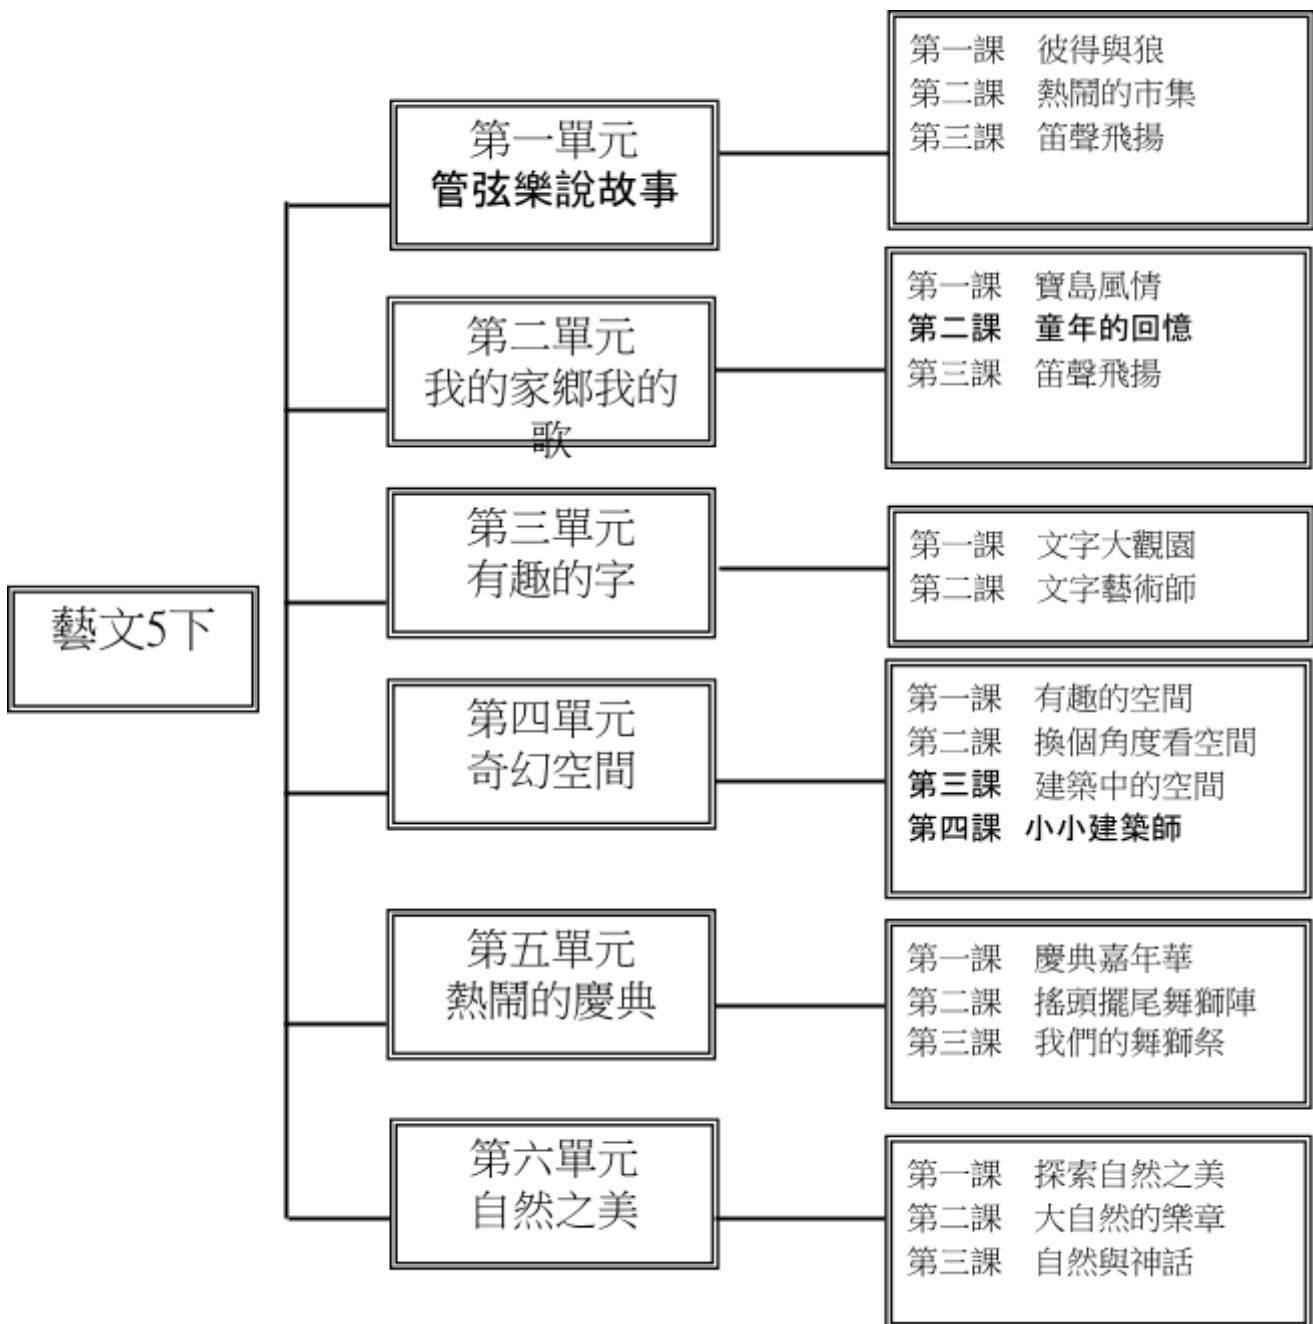 藝文5下
第一單元
管弦樂說故事
第一課　彼得與狼
第二課　熱鬧的市集
第三課　笛聲飛揚
第二單元
我的家鄉我的
歌
第一課　寶島風情
第二課　童年的回憶
第三課　笛聲飛揚
第三單元
有趣的字
第一課　文字大觀園
第二課　文字藝術師
第四單元
奇幻空間
第一課　有趣的空間
第二課　換個角度看空間
第三課　建築中的空間
第四課　小小建築師
第五單元
熱鬧的慶典
第一課　慶典嘉年華
第二課　搖頭擺尾舞獅陣
第三課　我們的舞獅祭
第六單元
自然之美
第一課　探索自然之美
第二課　大自然的樂章
第三課　自然與神話